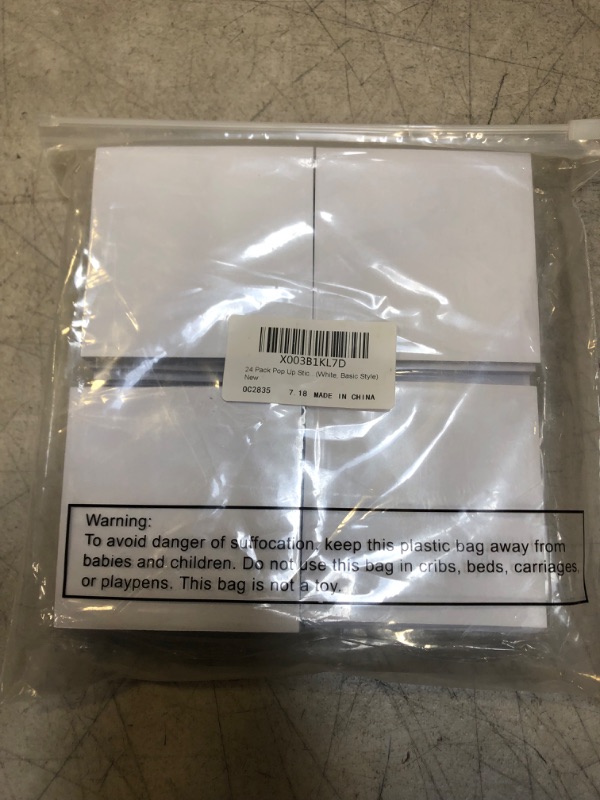 X003B1KL7D
24 Pack Pop Up Stic...(White, Basic Style)
New
0C2835 7 18 MADE IN CHINA
Warning:
To avoid danger of suffocation, keep this plastic bag away from
babies and children. Do not use this bag in cribs, beds, carriages,
or playpens. This bag is not a toy.